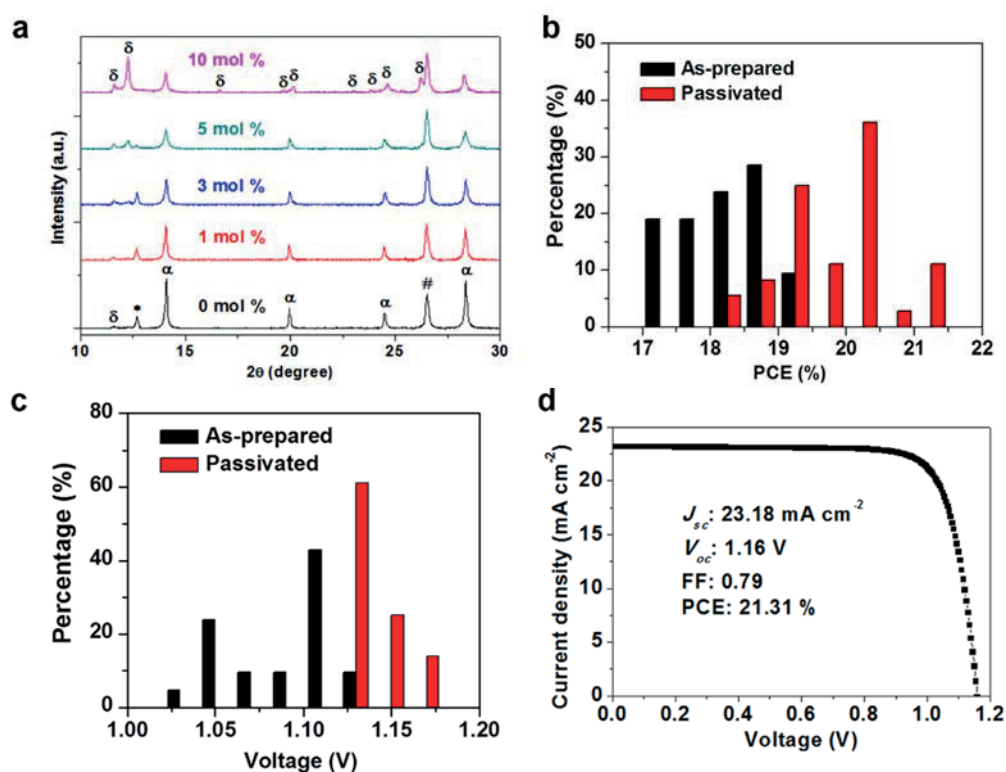 a
10 mol %
5 mol %
3 mol %
1 mol %
0 mol %
δ
δ
δ
δ
δ
δ
δ
δ
δ
δ
*
α
α
α
#
α
Intensity (a.u.)
10
15
20
25
30
2θ (degree)
b
As-prepared
Passivated
Percentage (%)
50
40
30
20
10
0
17
18
19
20
21
22
PCE (%)
c
As-prepared
Passivated
Percentage (%)
80
60
40
20
0
1.00
1.05
1.10
1.15
1.20
Voltage (V)
d
Current density (mA cm-2)
25
20
15
10
5
0
Jsc: 23.18 mA cm-2
Voc: 1.16 V
FF: 0.79
PCE: 21.31 %
0.0
0.2
0.4
0.6
0.8
1.0
1.2
Voltage (V)